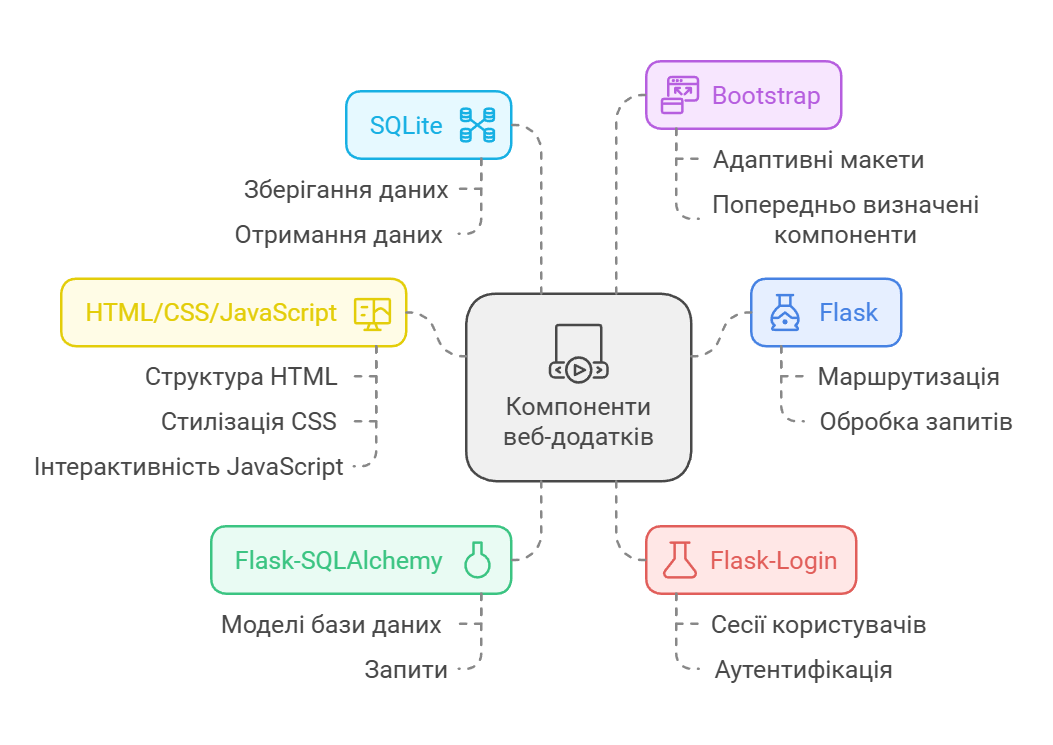 SQLite
Зберігання даних
Отримання даних
Bootstrap
Адаптивні макети
Попередньо визначені
компоненти
HTML/CSS/JavaScript
Структура HTML
Стилізація CSS
Інтерактивність JavaScript
Компоненти
веб-додатків
Flask
Маршрутизація
Обробка запитів
Flask-SQLAlchemy
Моделі бази даних
Запити
Flask-Login
Сесії користувачів
Аутентифікація